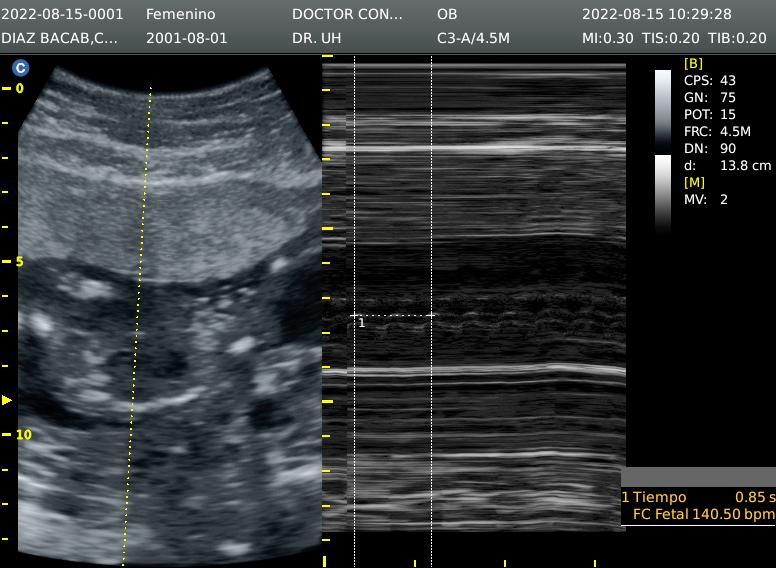 2022-08-15-0001 Femenino DOCTOR CON... OB 2022-08-15 10:29:28
DIAZ BACAB,C... 2001-08-01 DR. UH C3-A/4.5M MI:0.30 TIS:0.20 TIB:0.20
C
[B]
CPS: 43
GN: 75
POT: 15
FRC: 4.5M
DN: 90
d: 13.8 cm
[M]
MV: 2
0
5
10
1
1 Tiempo 0.85 s
FC Fetal 140.50 bpm